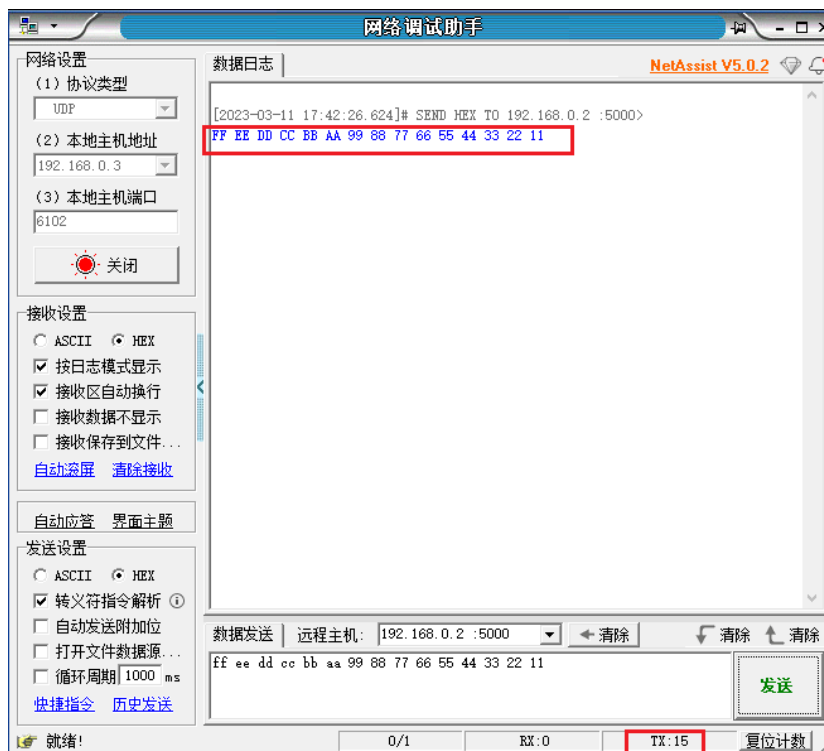 网络调试助手
网络设置
(1) 协议类型
UDP
(2) 本地主机地址
192.168.0.3
(3) 本地主机端口
6102
关闭
接收设置
ASCII HEX
按日志模式显示
接收区自动换行
接收数据不显示
接收保存到文件...
自动滚屏 清除接收
自动应答 界面主题
发送设置
ASCII HEX
转义符指令解析
自动发送附加位
打开文件数据源...
循环周期 1000 ms
快捷指令 历史发送
数据日志 NetAssist V5.0.2
[2023-03-11 17:42:26.624]# SEND HEX TO 192.168.0.2 :5000>
FF EE DD CC BB AA 99 88 77 66 55 44 33 22 11
数据发送 远程主机: 192.168.0.2 :5000 清除 清除 清除
ff ee dd cc bb aa 99 88 77 66 55 44 33 22 11
发送
就绪! 0/1 RX:0 TX:15 复位计数